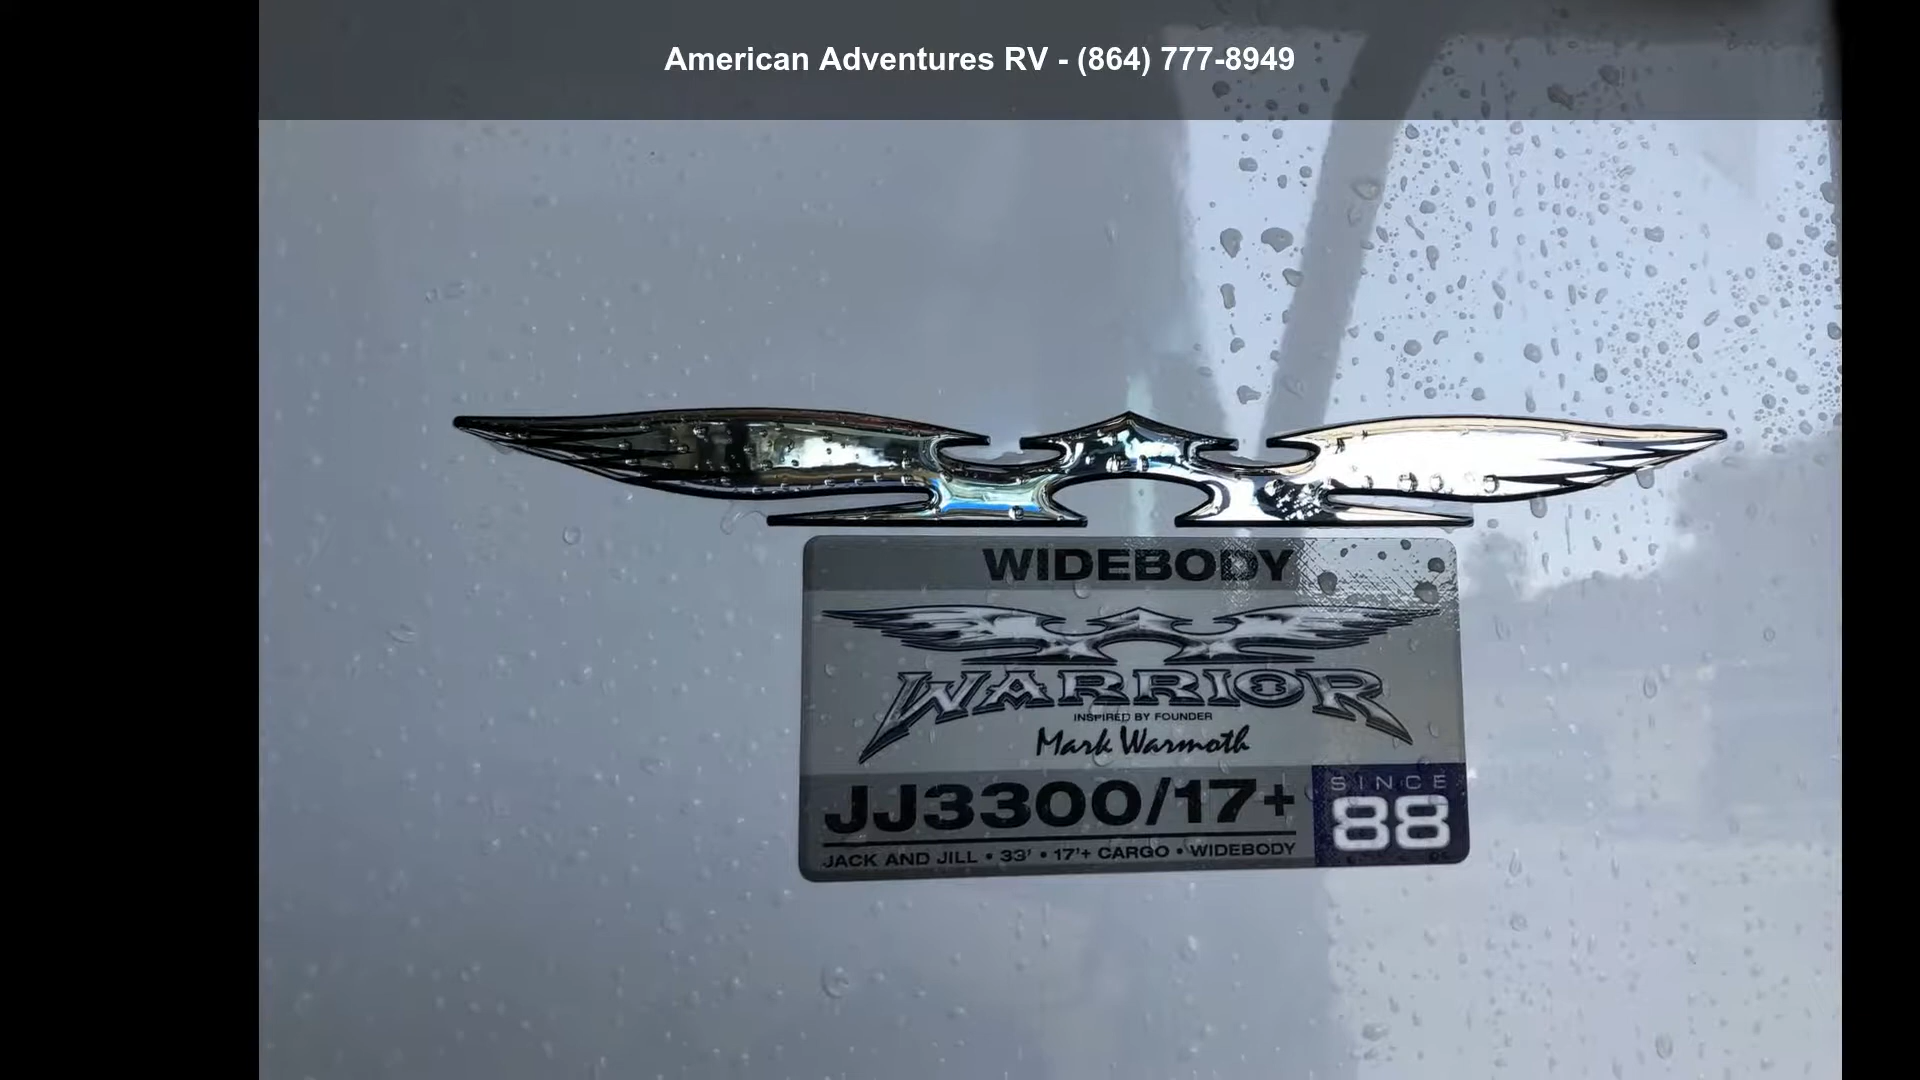 American Adventures RV - (864) 777-8949
WIDEBODY
WARRIOR
INSPIRED BY FOUNDER
Mark Warmoth
JJ3300/17+
SINCE
88
JACK AND JILL • 33' • 17'+ CARGO • WIDEBODY